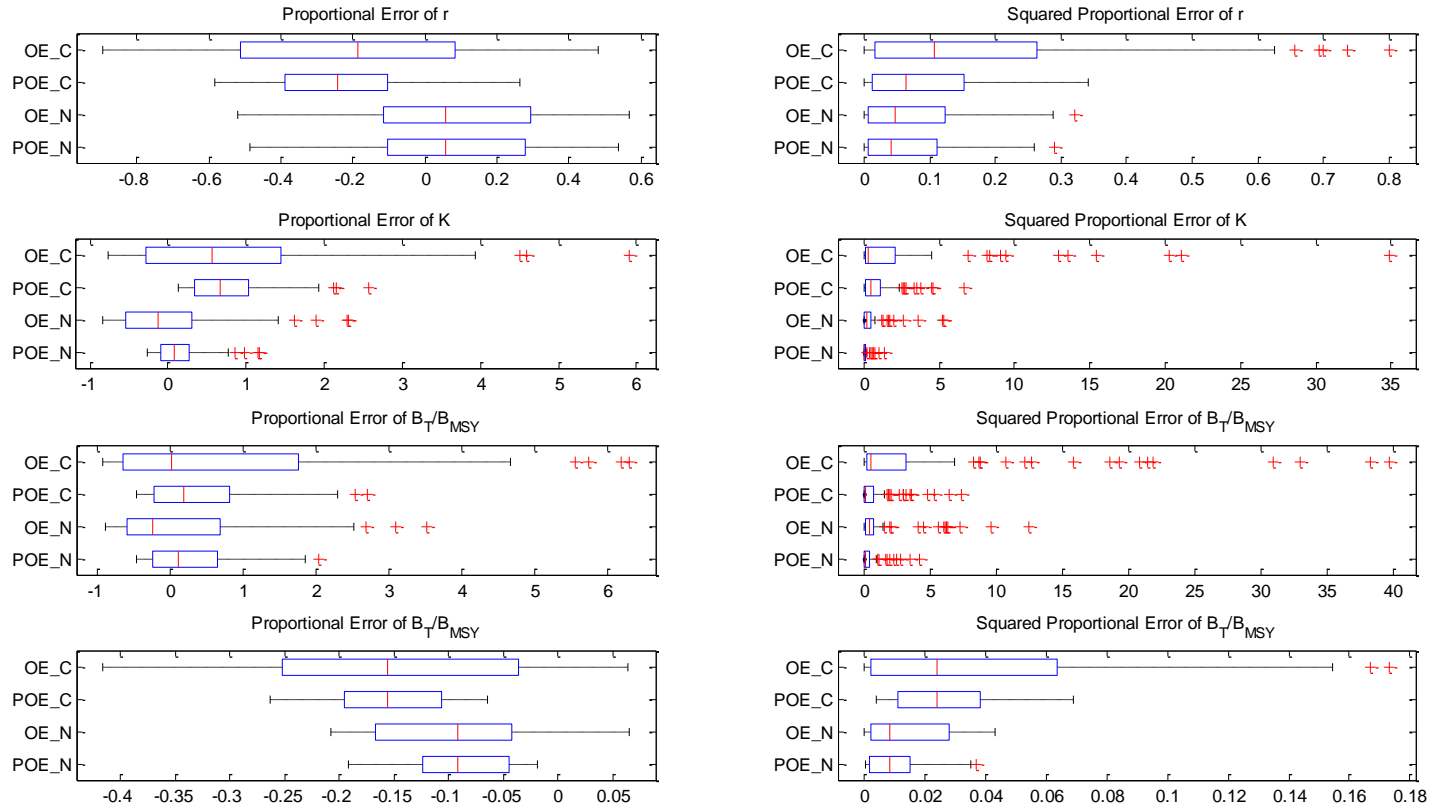 Proportional Error of r
OE_C
POE_C
OE_N
POE_N
-0.8 -0.6 -0.4 -0.2 0 0.2 0.4 0.6
Squared Proportional Error of r
OE_C
POE_C
OE_N
POE_N
0 0.1 0.2 0.3 0.4 0.5 0.6 0.7 0.8
Proportional Error of K
OE_C
POE_C
OE_N
POE_N
-1 0 1 2 3 4 5 6
Squared Proportional Error of K
OE_C
POE_C
OE_N
POE_N
0 5 10 15 20 25 30 35
Proportional Error of B_T/B_MSY
OE_C
POE_C
OE_N
POE_N
-1 0 1 2 3 4 5 6
Squared Proportional Error of B_T/B_MSY
OE_C
POE_C
OE_N
POE_N
0 5 10 15 20 25 30 35 40
Proportional Error of B_T/B_MSY
OE_C
POE_C
OE_N
POE_N
-0.4 -0.35 -0.3 -0.25 -0.2 -0.15 -0.1 -0.05 0 0.05
Squared Proportional Error of B_T/B_MSY
OE_C
POE_C
OE_N
POE_N
0 0.02 0.04 0.06 0.08 0.1 0.12 0.14 0.16 0.18